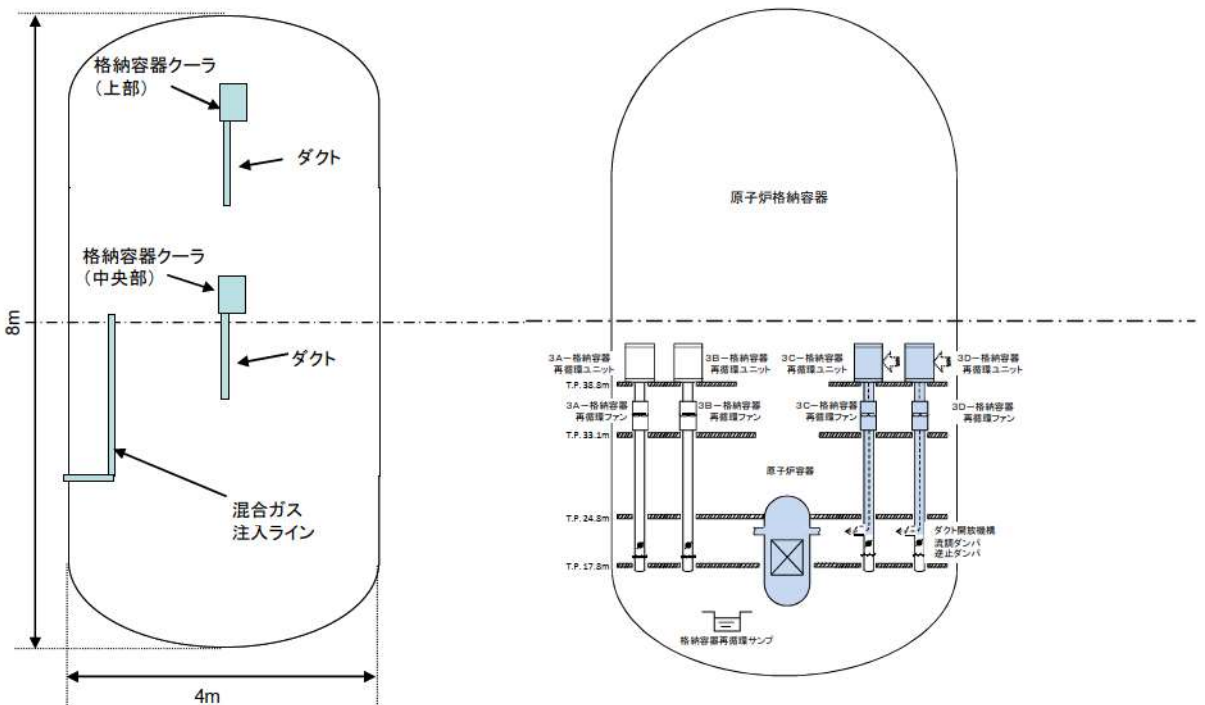 格納容器クーラ
(上部)
ダクト
格納容器クーラ
(中央部)
ダクト
8m
混合ガス
注入ライン
4m
原子炉格納容器
3A-格納容器
再循環ユニット
3B-格納容器
再循環ユニット
3C-格納容器
再循環ユニット
3D-格納容器
再循環ユニット
T.P. 38.8m
3A-格納容器
再循環ファン
3B-格納容器
再循環ファン
3C-格納容器
再循環ファン
3D-格納容器
再循環ファン
T.P. 33.1m
原子炉容器
T.P. 24.8m
ダクト開放機構
流調ダンパ
逆止ダンパ
T.P. 17.8m
格納容器再循環サンプ